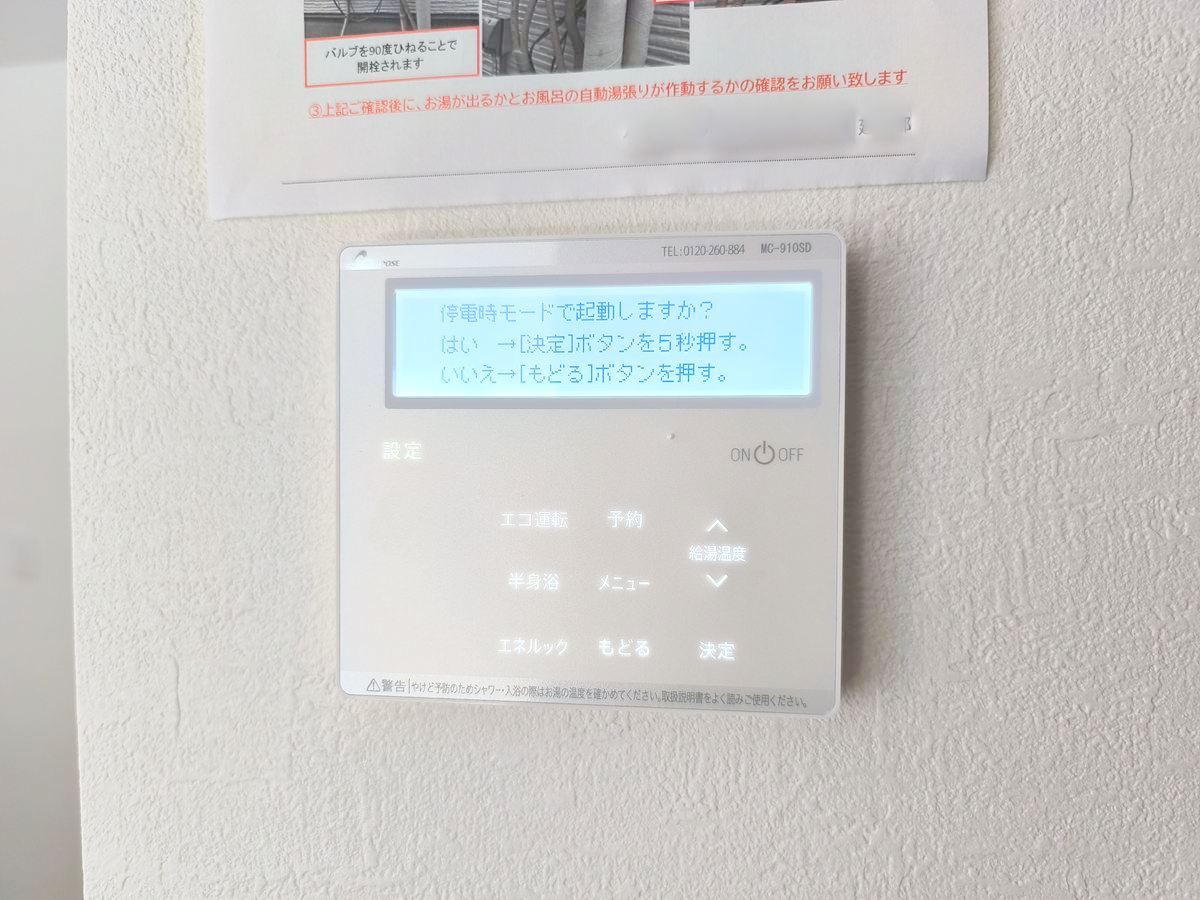 バルブを90度ひねることで
開栓されます
③上記ご確認後に、お湯が出るかとお風呂の自動湯張りが作動するかの確認をお願い致します
TEL:0120-260-884 MC-910SD
停電時モードで起動しますか?
はい →[決定]ボタンを5秒押す。
いいえ→[もどる]ボタンを押す。
設定
ON OFF
エコ運転 予約
給湯温度
半身浴 メニュー
エネルック もどる 決定
警告 やけど予防のためシャワー・入浴の際はお湯の温度を確かめてください。取扱説明書をよく読みご使用ください。